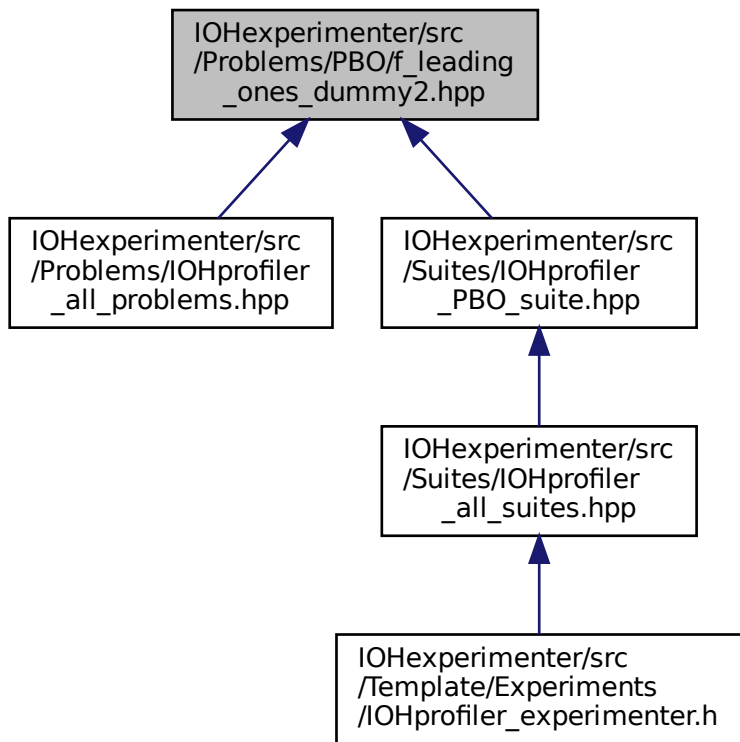 IOHexperimenter/src
/Problems/PBO/f_leading
_ones_dummy2.hpp
IOHexperimenter/src
/Problems/IOHprofiler
_all_problems.hpp
IOHexperimenter/src
/Suites/IOHprofiler
_PBO_suite.hpp
IOHexperimenter/src
/Suites/IOHprofiler
_all_suites.hpp
IOHexperimenter/src
/Template/Experiments
/IOHprofiler_experimenter.h